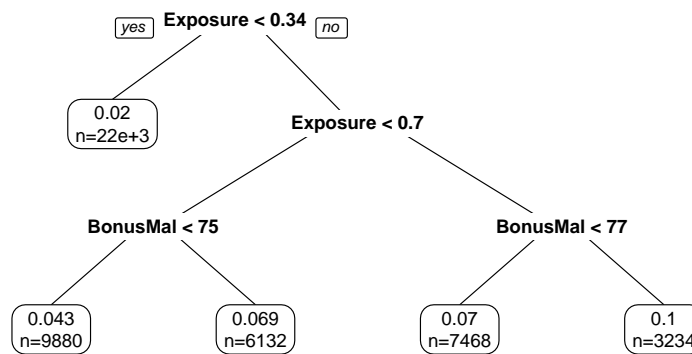 yes Exposure < 0.34 no
0.02
n=22e+3
Exposure < 0.7
BonusMal < 75
BonusMal < 77
0.043
n=9880
0.069
n=6132
0.07
n=7468
0.1
n=3234